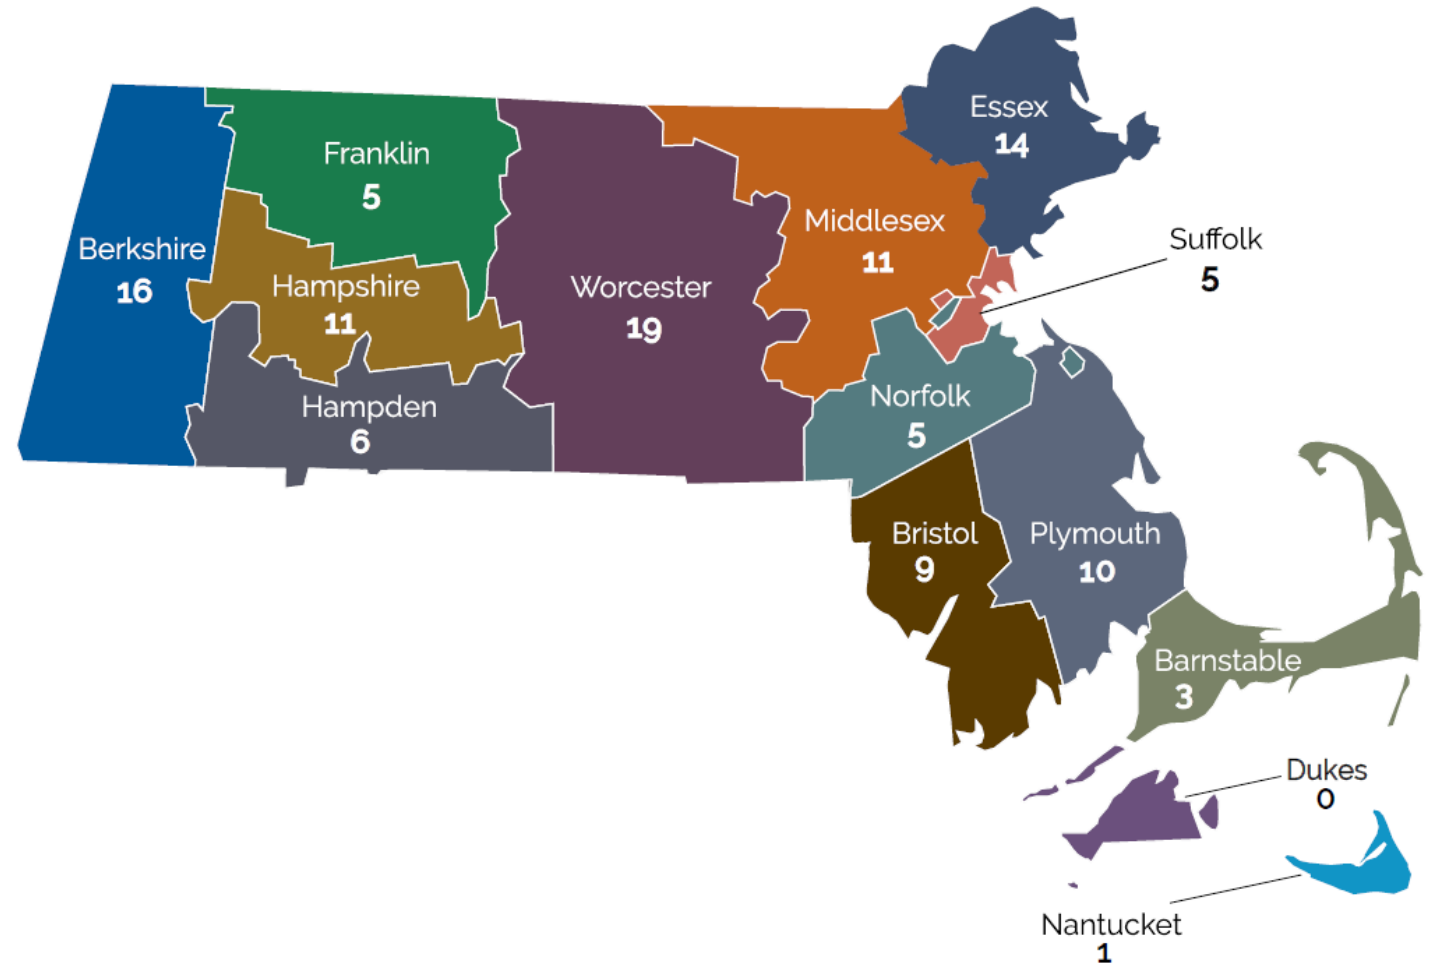 Essex
14
Franklin
5
Middlesex
11
Suffolk
5
Berkshire
16
Hampshire
11
Worcester
19
Hampden
6
Norfolk
5
Bristol
9
Plymouth
10
Barnstable
3
Dukes
0
Nantucket
1